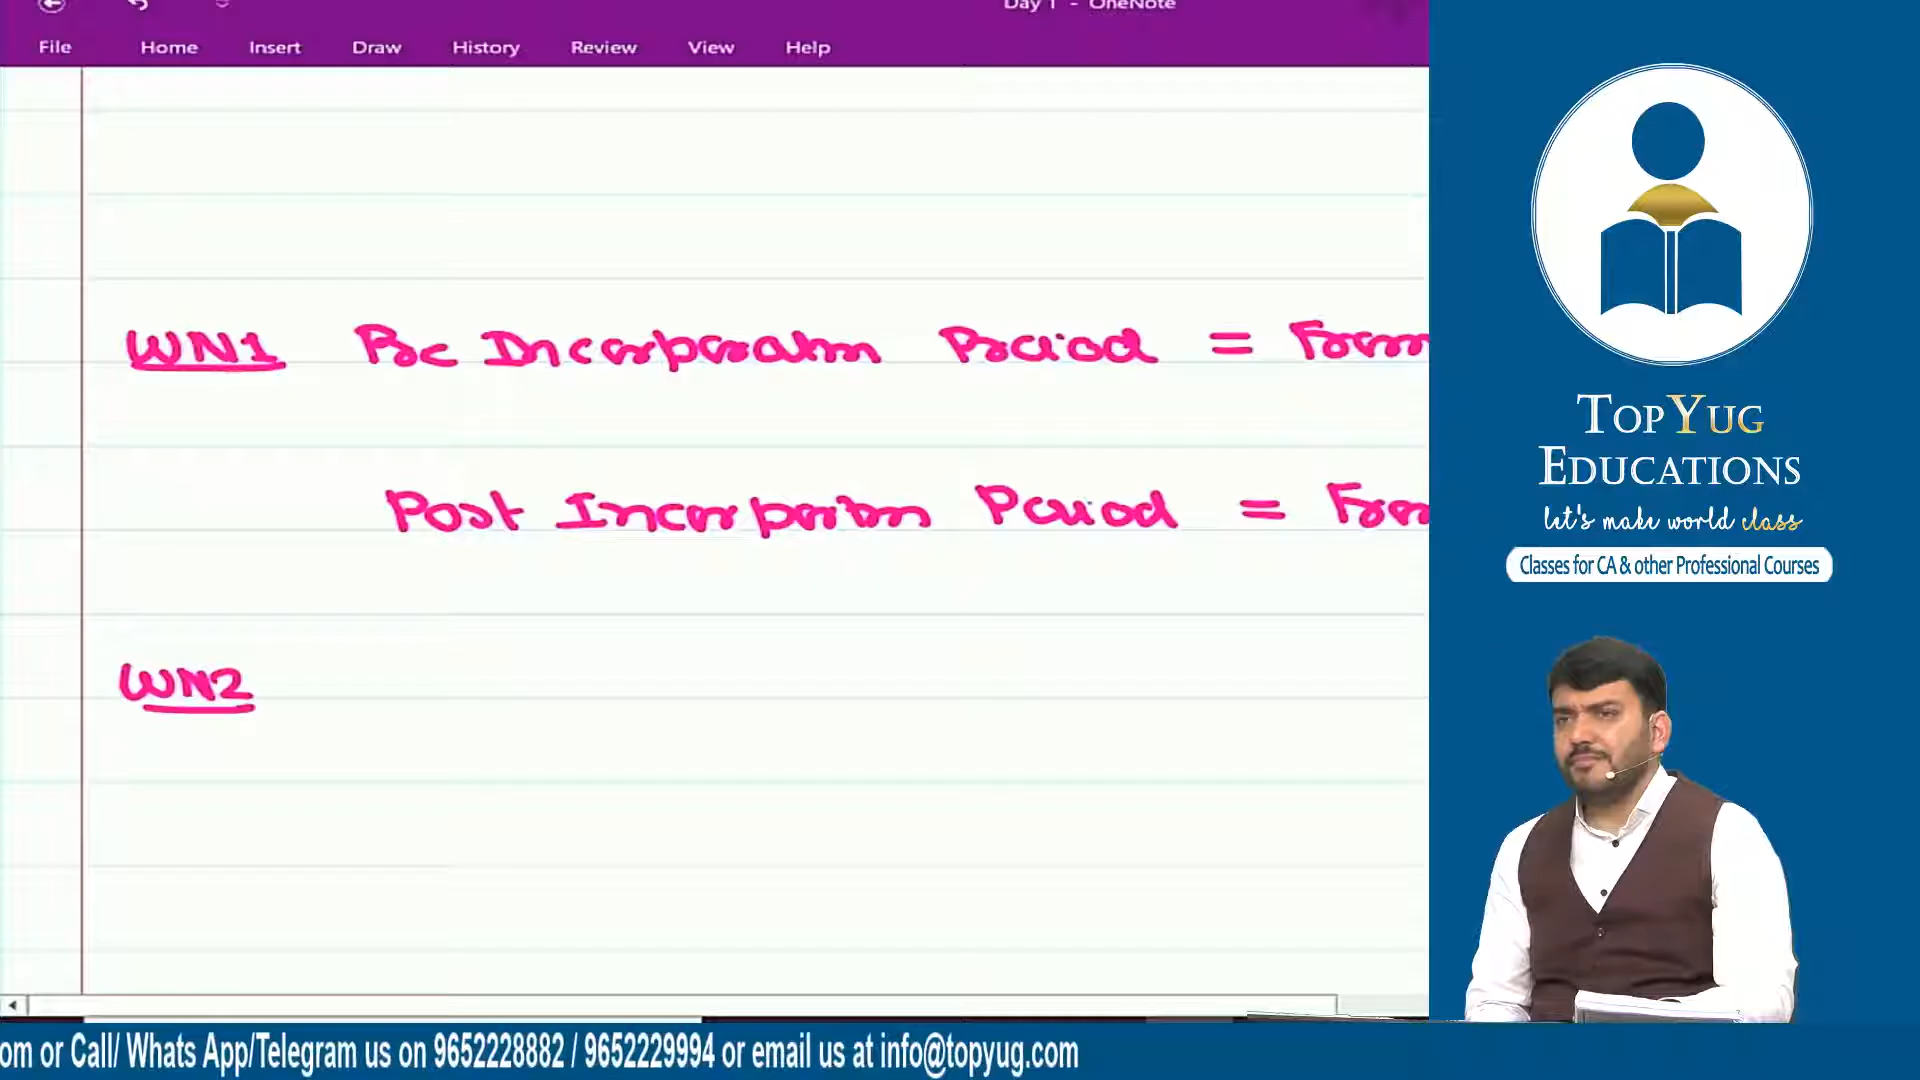 Day 1 - OneNote
File Home Insert Draw History Review View Help
WN1 Pre Incorporation Period = From
Post Incorporation Period = From
WN2
TOPYUG
EDUCATIONS
let's make world class
Classes for CA & other Professional Courses
om or Call/ Whats App/Telegram us on 9652228882 / 9652229994 or email us at info@topyug.com